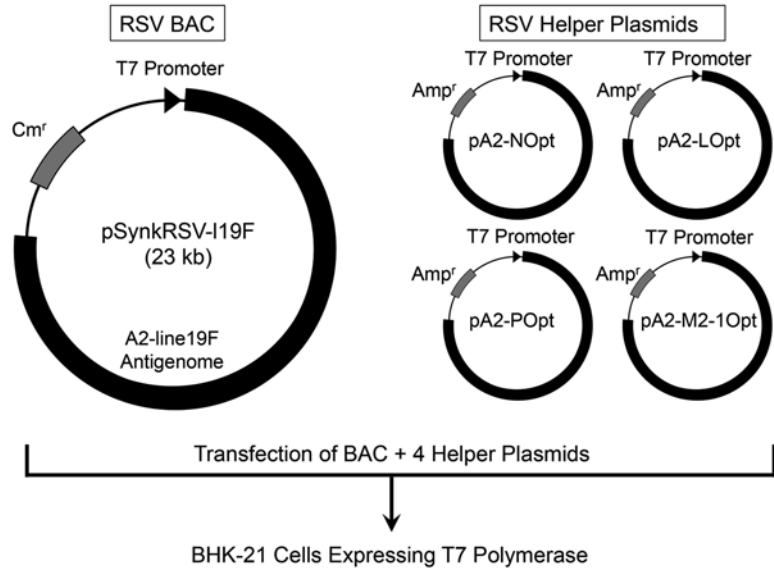 RSV BAC
T7 Promoter
Cmʳ
pSynkRSV-I19F
(23 kb)
A2-line19F
Antigenome
RSV Helper Plasmids
T7 Promoter
Ampʳ
pA2-NOpt
T7 Promoter
Ampʳ
pA2-LOpt
T7 Promoter
Ampʳ
pA2-POpt
T7 Promoter
Ampʳ
pA2-M2-1Opt
Transfection of BAC + 4 Helper Plasmids
BHK-21 Cells Expressing T7 Polymerase